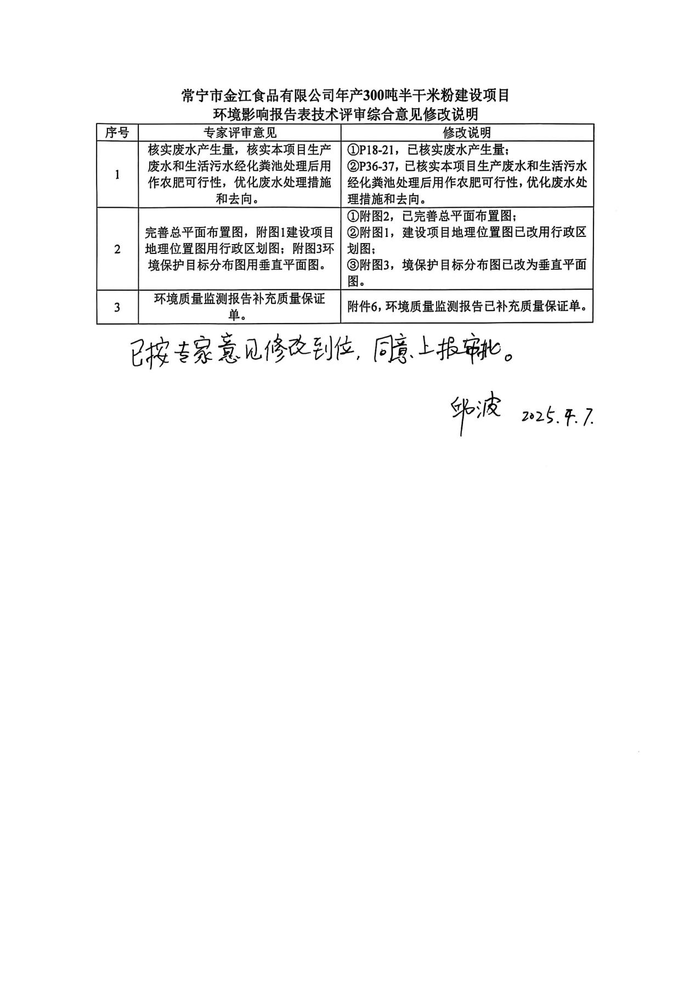 常宁市金江食品有限公司年产300吨半干米粉建设项目
环境影响报告表技术评审综合意见修改说明
序号 专家评审意见 修改说明
1
核实废水产生量，核实本项目生产
废水和生活污水经化粪池处理后用
作农肥可行性，优化废水处理措施
和去向。
①P18-21，已核实废水产生量；
②P36-37，已核实本项目生产废水和生活污水
经化粪池处理后用作农肥可行性，优化废水处
理措施和去向。
2
完善总平面布置图，附图1建设项目
地理位置图用行政区划图；附图3环
境保护目标分布图用垂直平面图。
①附图2，已完善总平面布置图；
②附图1，建设项目地理位置图已改用行政区
划图；
③附图3，境保护目标分布图已改为垂直平面
图。
3
环境质量监测报告补充质量保证
单。
附件6，环境质量监测报告已补充质量保证单。
已按专家意见修改到位，同意上报审批。
邱波 2025.4.7.